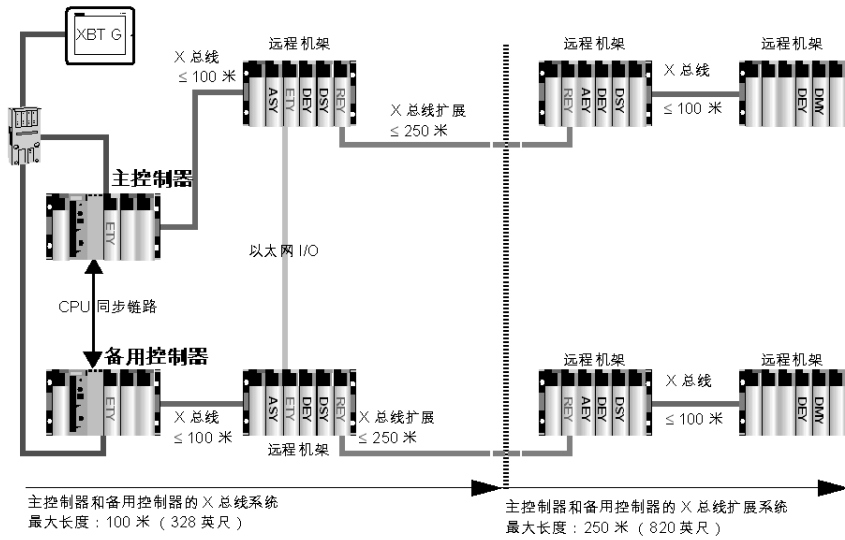 XBT G
X 总线
≤ 100 米
远程机架
ASY
ETY
DEY
DSY
REY
X 总线扩展
≤ 250 米
远程机架
REY
AEY
DEY
DSY
X 总线
≤ 100 米
远程机架
DEY
DMY
主控制器
ETY
以太网 I/O
CPU 同步链路
备用控制器
ETY
X 总线
≤ 100 米
ASY
ETY
DEY
DSY
REY
远程机架
X 总线扩展
≤ 250 米
远程机架
REY
AEY
DEY
DSY
X 总线
≤ 100 米
远程机架
DEY
DMY
主控制器和备用控制器的 X 总线系统
最大长度：100 米（328 英尺）
主控制器和备用控制器的 X 总线扩展系统
最大长度：250 米（820 英尺）